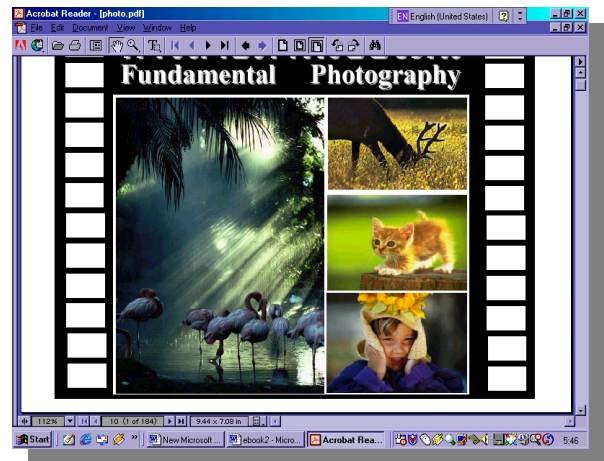 Acrobat Reader - [photo.pdf]
EN English (United States)
File Edit Document View Window Help
Fundamental Photography
112%
10 (1 of 184)
9.44 x 7.08 in
Start
New Microsoft ...
ebook2 - Micro...
Acrobat Rea...
5:46